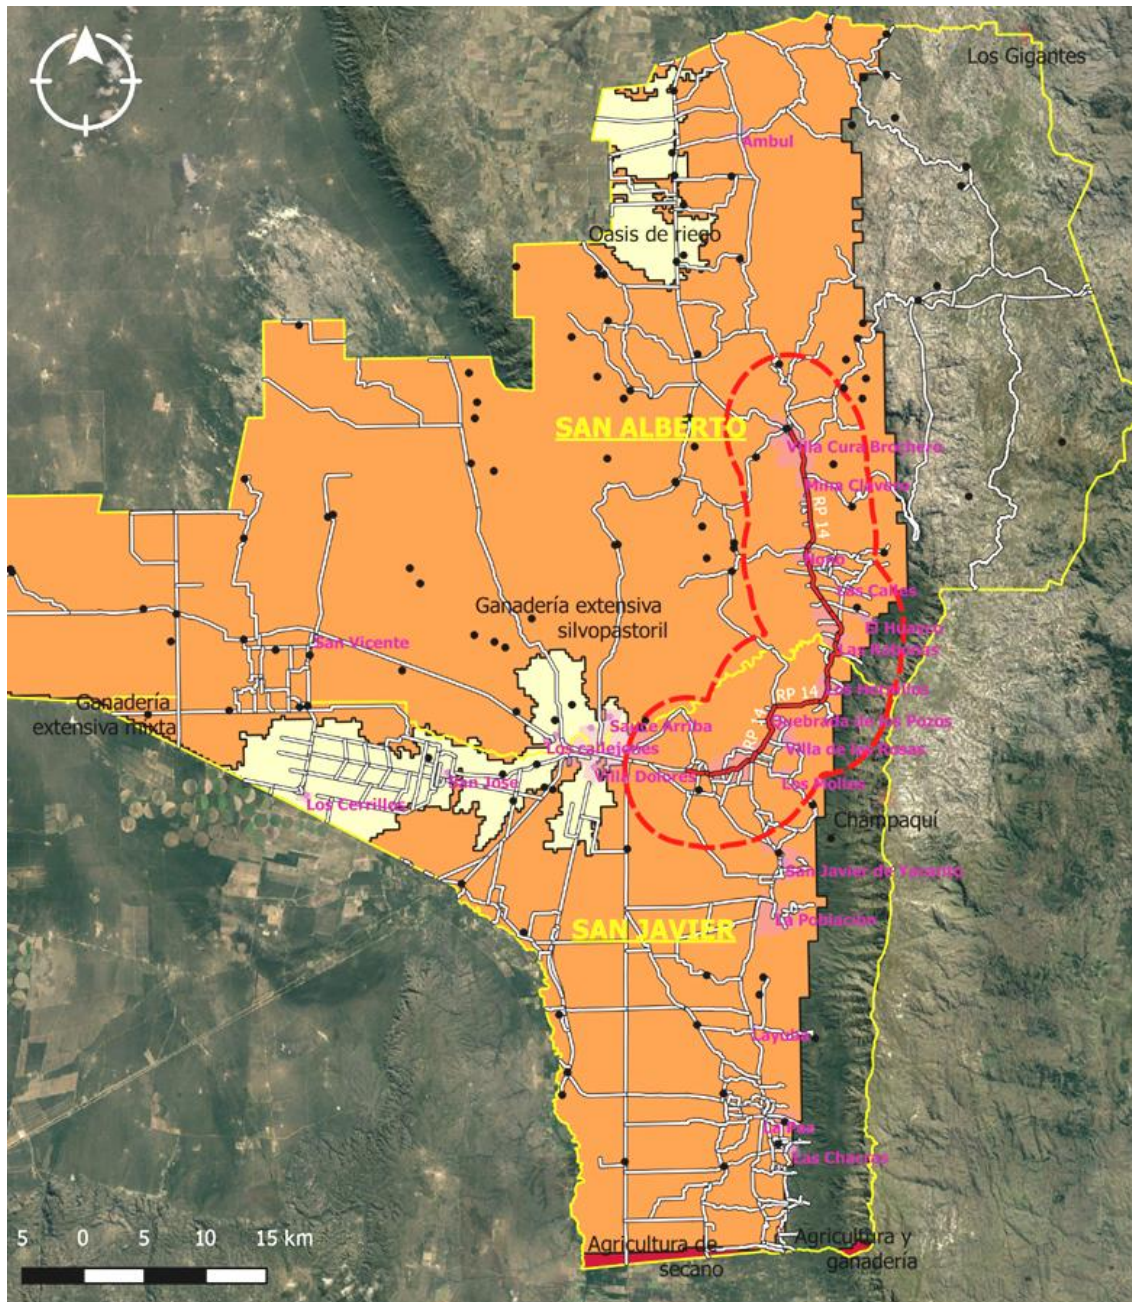 Los Gigantes
Ambul
Oasis de riego
SAN ALBERTO
Villa Cura Brochero
Mina Clavero
RP 14
Nono
Las Calles
Ganadería extensiva
silvopastoril
El Huayco
San Vicente
Las Rabonas
Los Hornillos
RP 14
Ganadería
extensiva mixta
Sauce Arriba
Quebrada de los Pozos
RP 14
Los callejones
Villa de las Rosas
San José
Villa Dolores
Los Molles
Los Cerrillos
Champaquí
San Javier de Yacanto
La Población
SAN JAVIER
Layuba
La Paz
Las Chacras
5 0 5 10 15 km
Agricultura de
secano
Agricultura y
ganadería